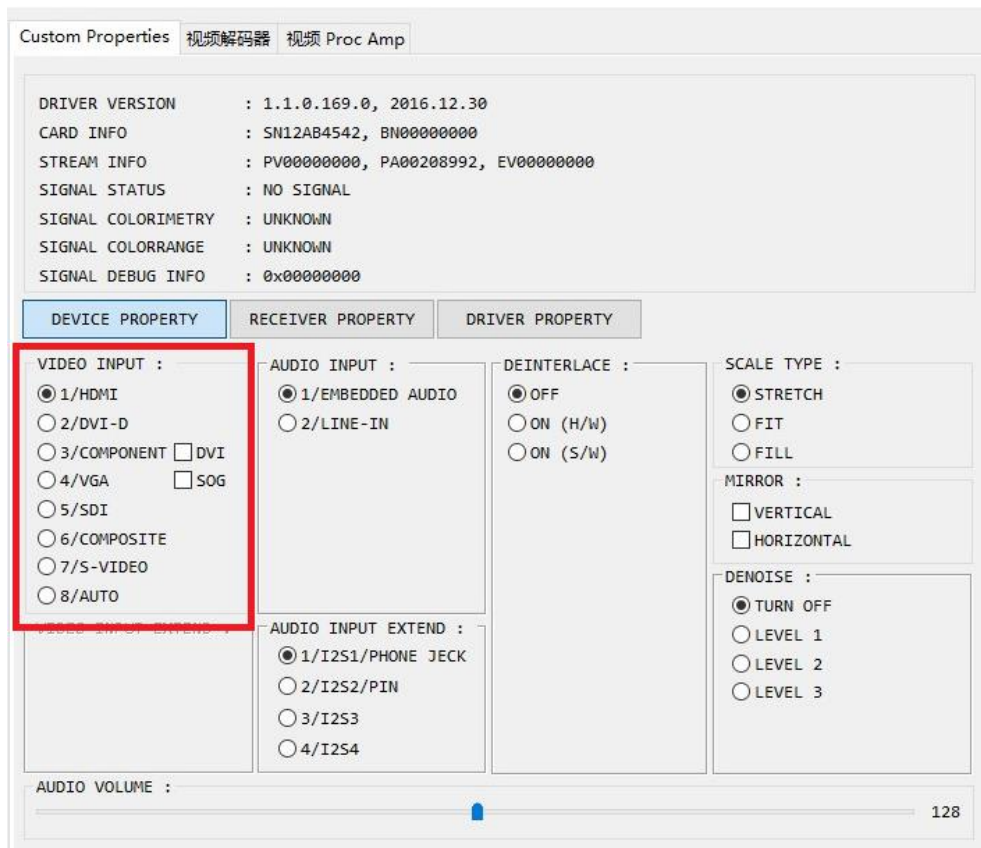 Custom Properties 视频解码器 视频 Proc Amp
DRIVER VERSION : 1.1.0.169.0, 2016.12.30
CARD INFO : SN12AB4542, BN00000000
STREAM INFO : PV00000000, PA00208992, EV00000000
SIGNAL STATUS : NO SIGNAL
SIGNAL COLORIMETRY : UNKNOWN
SIGNAL COLORRANGE : UNKNOWN
SIGNAL DEBUG INFO : 0x00000000
DEVICE PROPERTY RECEIVER PROPERTY DRIVER PROPERTY
VIDEO INPUT :
1/HDMI
2/DVI-D
3/COMPONENT DVI
4/VGA SOG
5/SDI
6/COMPOSITE
7/S-VIDEO
8/AUTO
VIDEO INPUT EXTEND :
AUDIO INPUT :
1/EMBEDDED AUDIO
2/LINE-IN
AUDIO INPUT EXTEND :
1/I2S1/PHONE JECK
2/I2S2/PIN
3/I2S3
4/I2S4
DEINTERLACE :
OFF
ON (H/W)
ON (S/W)
SCALE TYPE :
STRETCH
FIT
FILL
MIRROR :
VERTICAL
HORIZONTAL
DENOISE :
TURN OFF
LEVEL 1
LEVEL 2
LEVEL 3
AUDIO VOLUME :
128